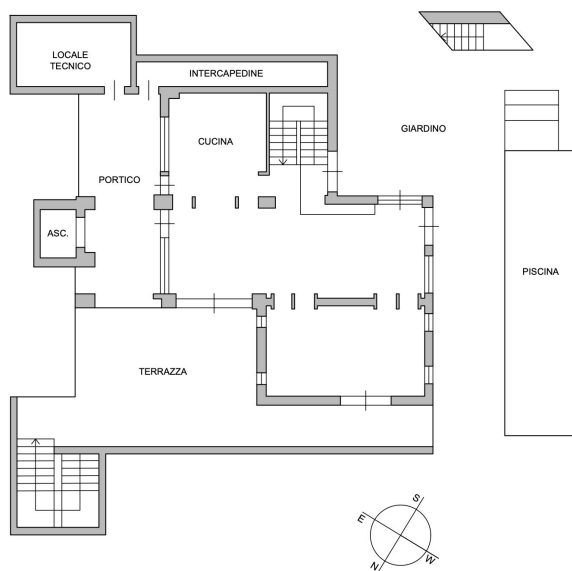 LOCALE
TECNICO
INTERCAPEDINE
GIARDINO
CUCINA
PORTICO
ASC.
PISCINA
TERRAZZA
S
E
W
N